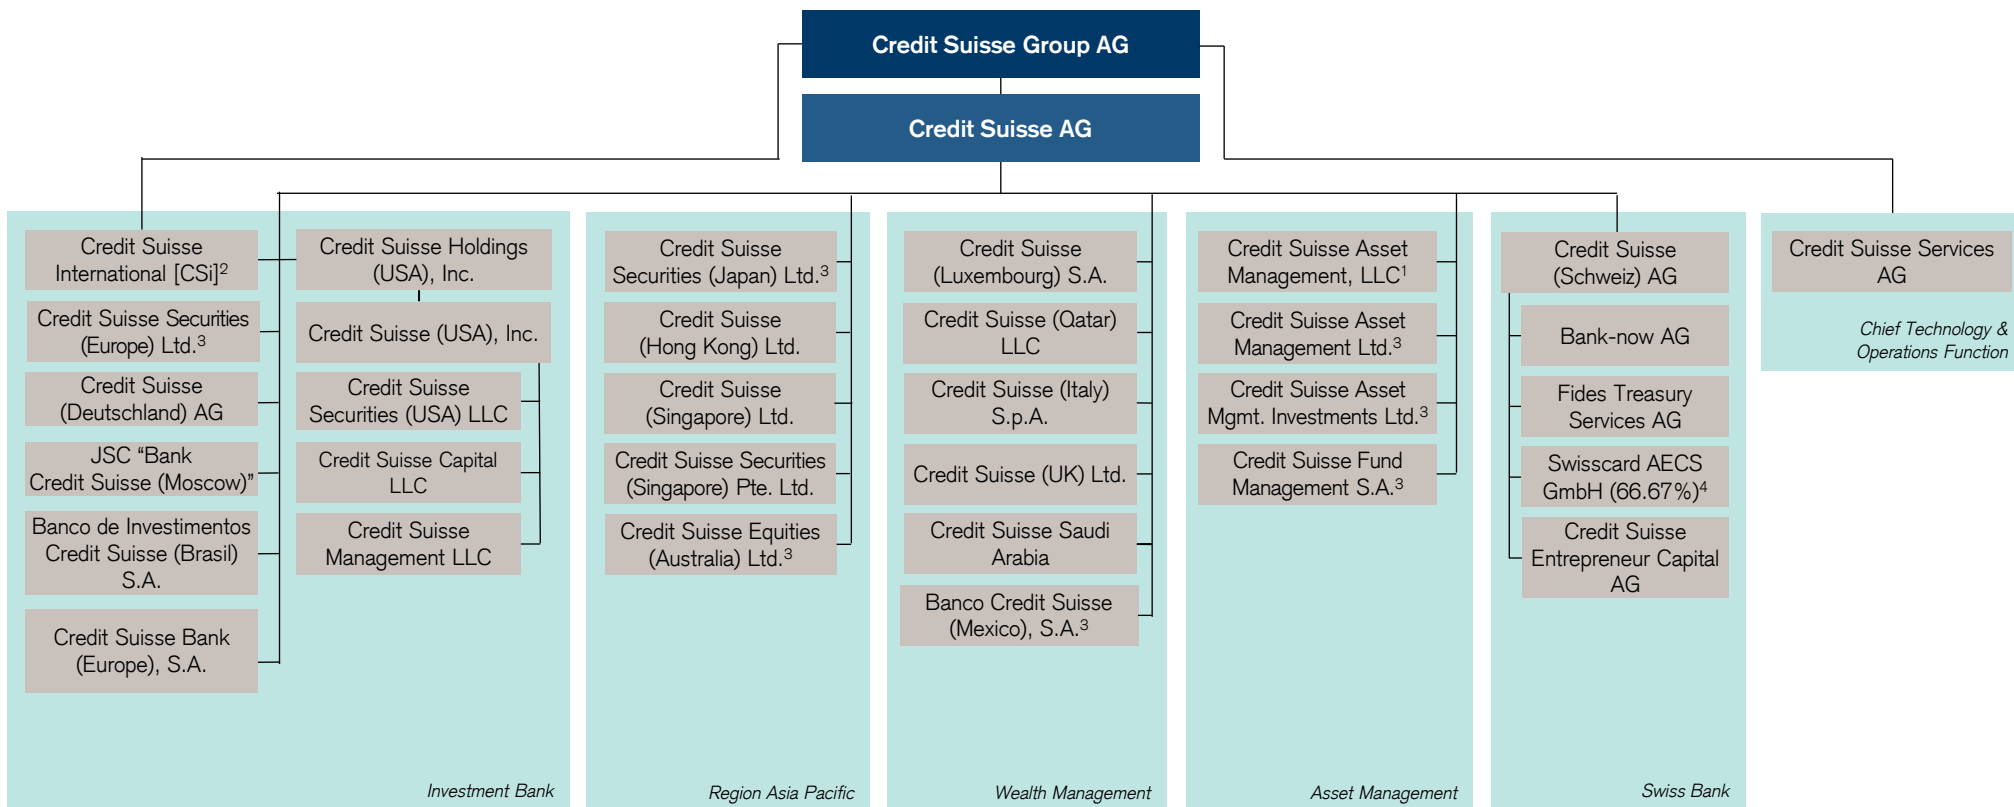 Credit Suisse Group AG
Credit Suisse AG
Credit Suisse
International [CSi]²
Credit Suisse Securities
(Europe) Ltd.³
Credit Suisse
(Deutschland) AG
JSC “Bank
Credit Suisse (Moscow)”
Banco de Investimentos
Credit Suisse (Brasil)
S.A.
Credit Suisse Bank
(Europe), S.A.
Credit Suisse Holdings
(USA), Inc.
Credit Suisse (USA), Inc.
Credit Suisse
Securities (USA) LLC
Credit Suisse Capital
LLC
Credit Suisse
Management LLC
Investment Bank
Credit Suisse
Securities (Japan) Ltd.³
Credit Suisse
(Hong Kong) Ltd.
Credit Suisse
(Singapore) Ltd.
Credit Suisse Securities
(Singapore) Pte. Ltd.
Credit Suisse Equities
(Australia) Ltd.³
Region Asia Pacific
Credit Suisse
(Luxembourg) S.A.
Credit Suisse (Qatar)
LLC
Credit Suisse (Italy)
S.p.A.
Credit Suisse (UK) Ltd.
Credit Suisse Saudi
Arabia
Banco Credit Suisse
(Mexico), S.A.³
Wealth Management
Credit Suisse Asset
Management, LLC¹
Credit Suisse Asset
Management Ltd.³
Credit Suisse Asset
Mgmt. Investments Ltd.³
Credit Suisse Fund
Management S.A.³
Asset Management
Credit Suisse
(Schweiz) AG
Bank-now AG
Fides Treasury
Services AG
Swisscard AECS
GmbH (66.67%)⁴
Credit Suisse
Entrepreneur Capital
AG
Swiss Bank
Credit Suisse Services
AG
Chief Technology &
Operations Function